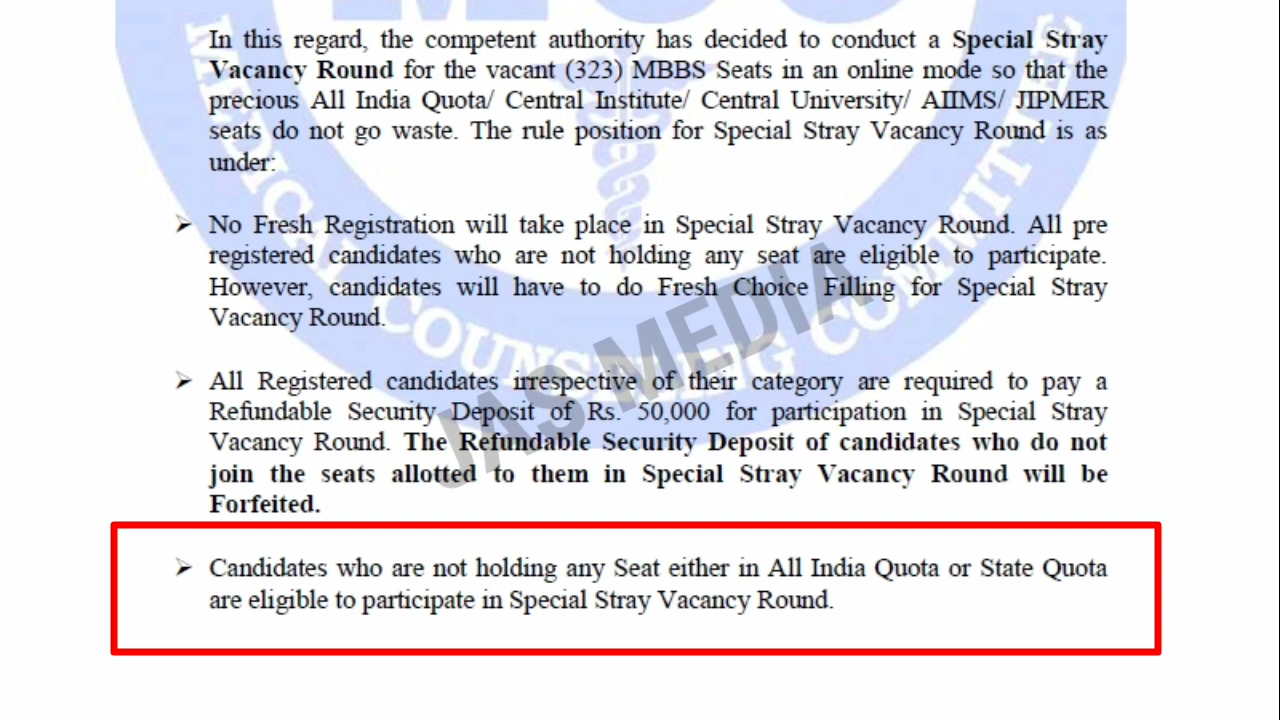 In this regard, the competent authority has decided to conduct a Special Stray
Vacancy Round for the vacant (323) MBBS Seats in an online mode so that the
precious All India Quota/ Central Institute/ Central University/ AIIMS/ JIPMER
seats do not go waste. The rule position for Special Stray Vacancy Round is as
under:
➢ No Fresh Registration will take place in Special Stray Vacancy Round. All pre
registered candidates who are not holding any seat are eligible to participate.
However, candidates will have to do Fresh Choice Filling for Special Stray
Vacancy Round.
➢ All Registered candidates irrespective of their category are required to pay a
Refundable Security Deposit of Rs. 50,000 for participation in Special Stray
Vacancy Round. The Refundable Security Deposit of candidates who do not
join the seats allotted to them in Special Stray Vacancy Round will be
Forfeited.
➢ Candidates who are not holding any Seat either in All India Quota or State Quota
are eligible to participate in Special Stray Vacancy Round.
MEDICAL COUNSELING COMMITTEE
JAS MEDIA